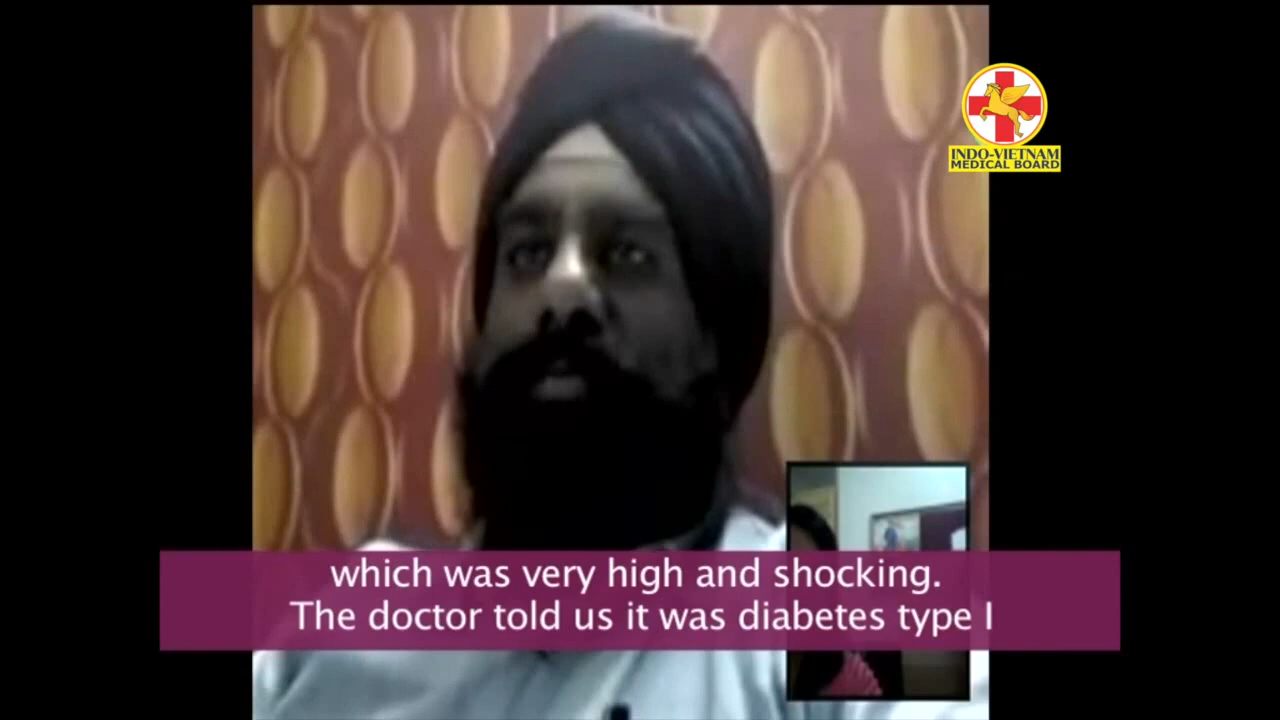 INDO-VIETNAM
MEDICAL BOARD
which was very high and shocking.
The doctor told us it was diabetes type I